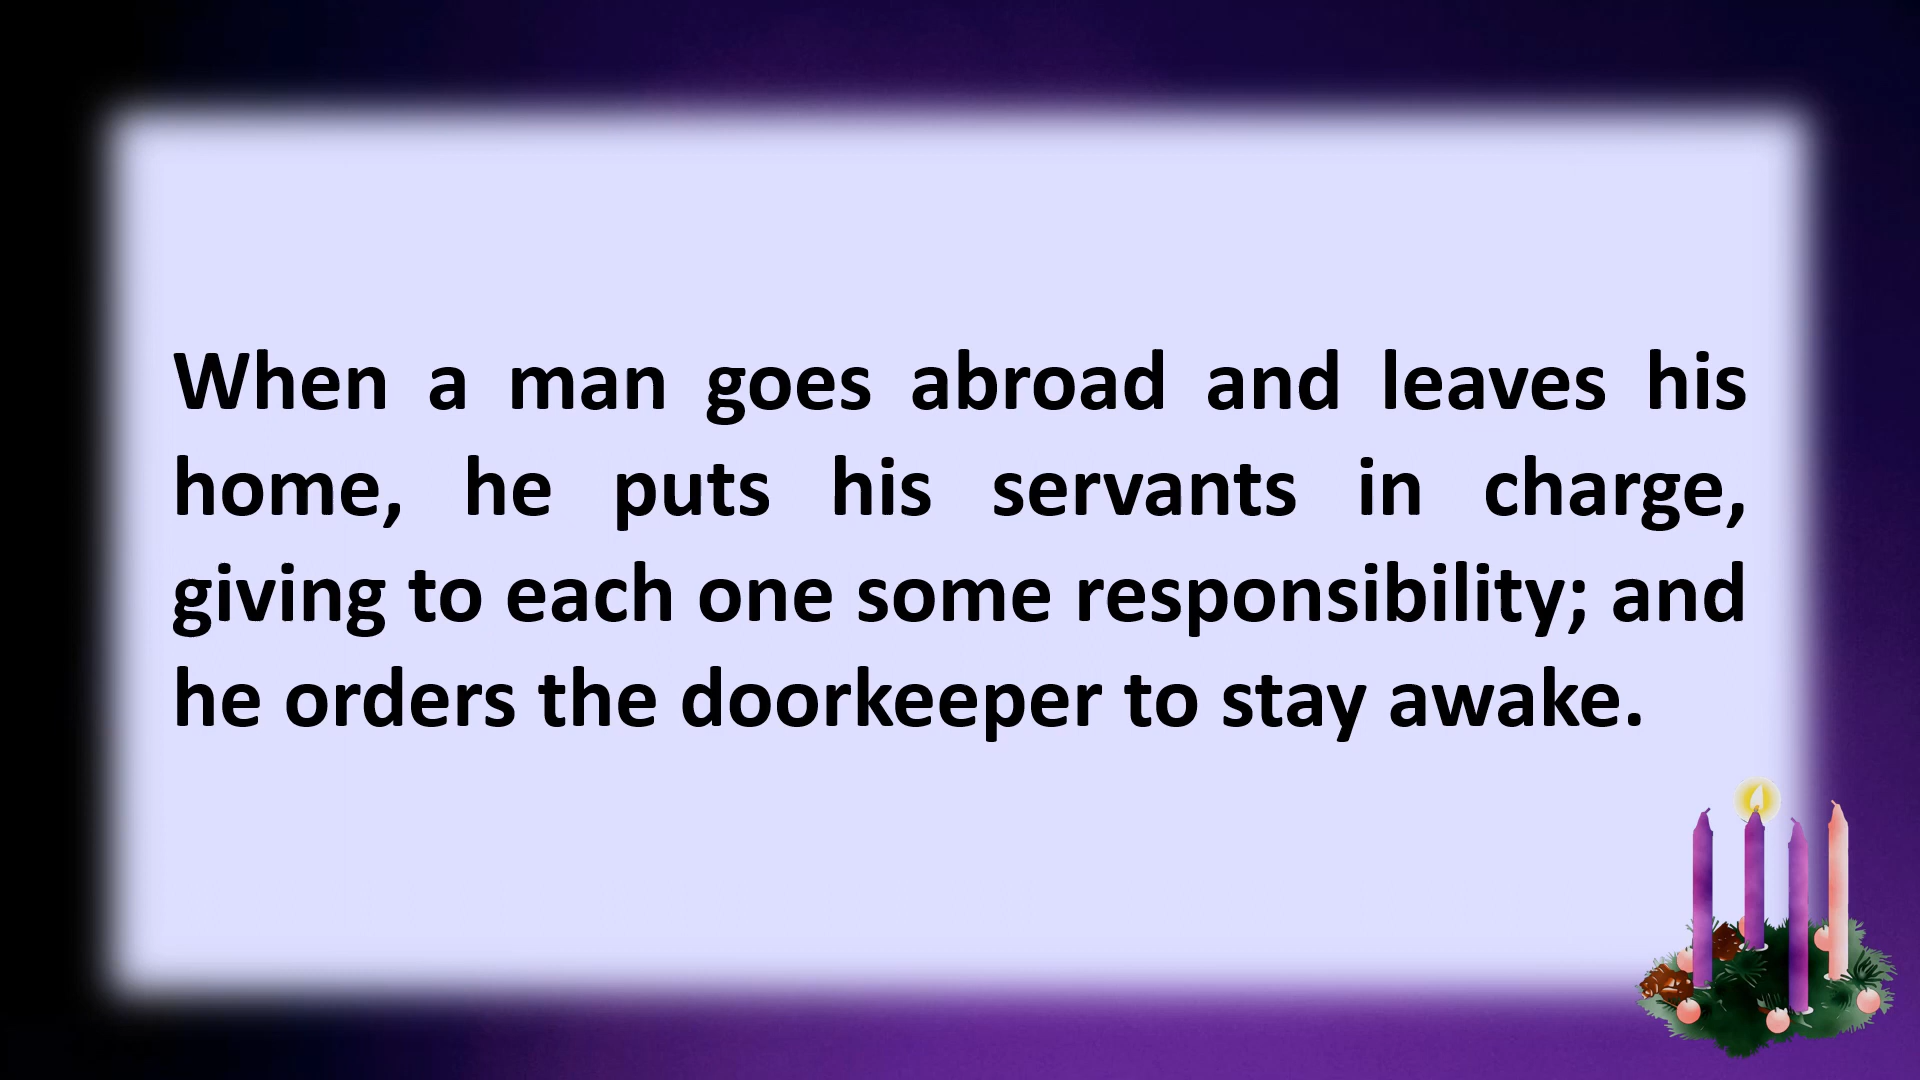 When a man goes abroad and leaves his
home, he puts his servants in charge,
giving to each one some responsibility; and
he orders the doorkeeper to stay awake.